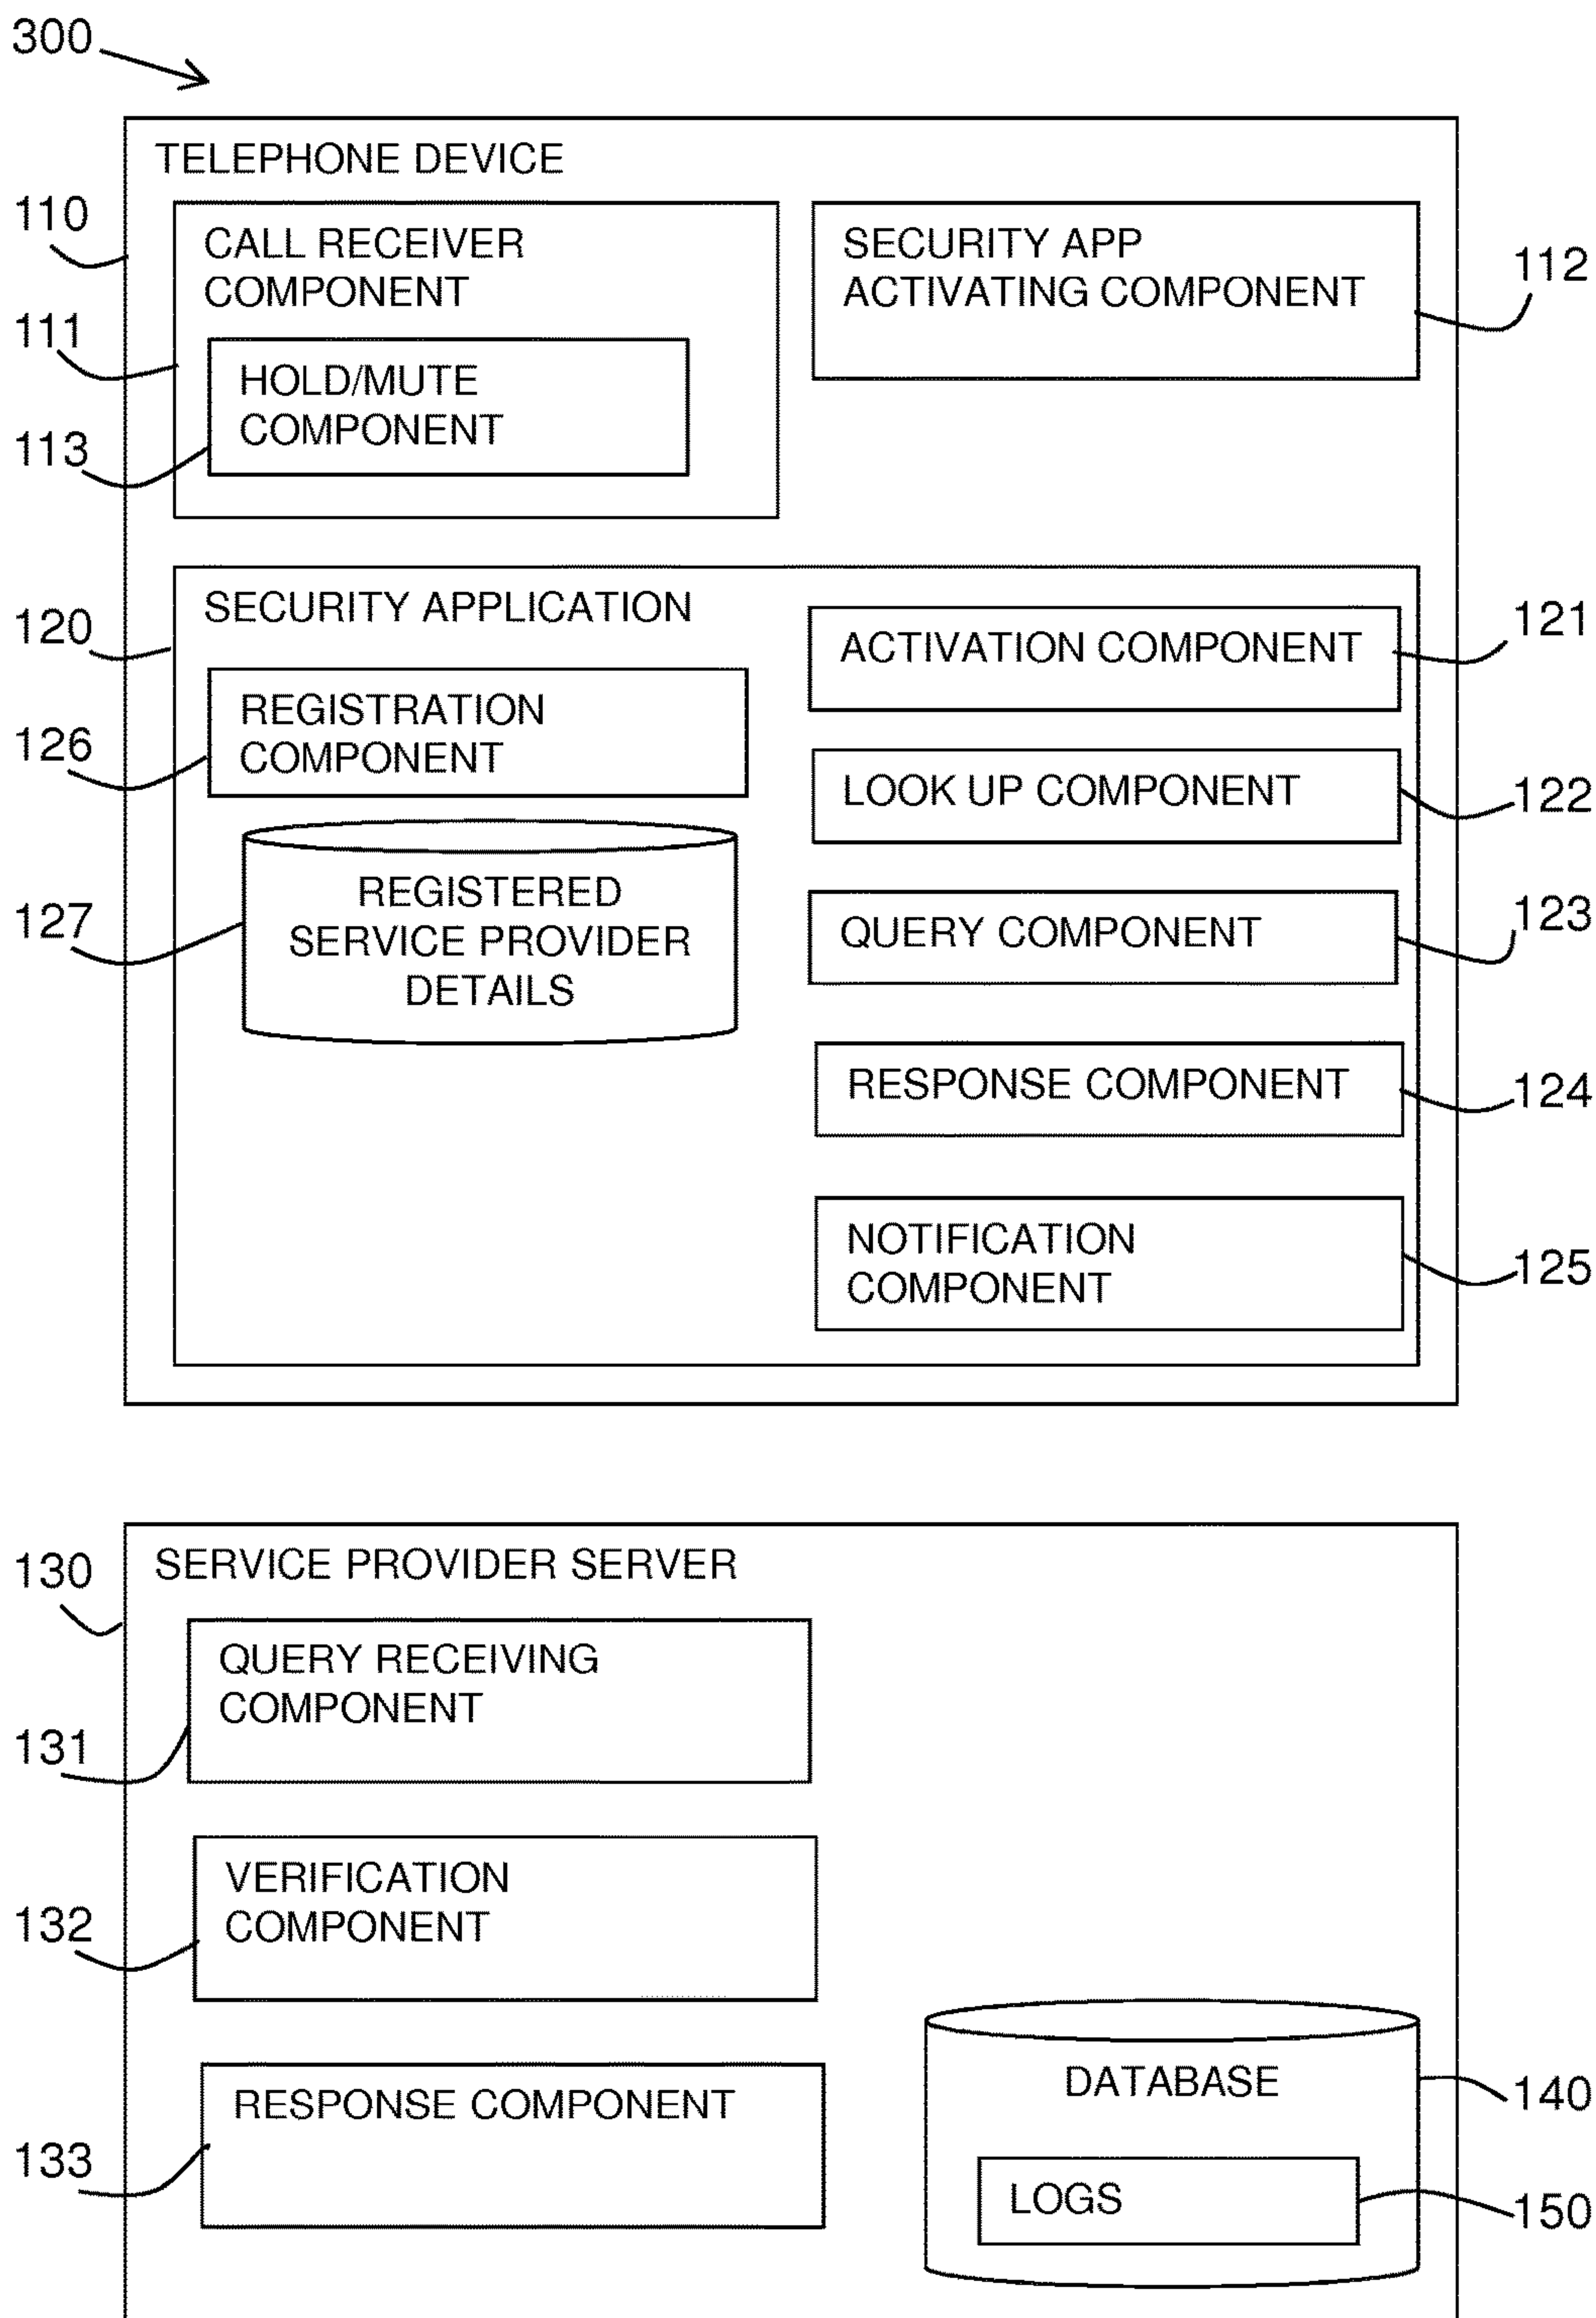 300
TELEPHONE DEVICE
110
CALL RECEIVER
COMPONENT
111
HOLD/MUTE
COMPONENT
113
SECURITY APP
ACTIVATING COMPONENT
112
120
SECURITY APPLICATION
REGISTRATION
COMPONENT
126
REGISTERED
SERVICE PROVIDER
DETAILS
127
ACTIVATION COMPONENT
121
LOOK UP COMPONENT
122
QUERY COMPONENT
123
RESPONSE COMPONENT
124
NOTIFICATION
COMPONENT
125
130
SERVICE PROVIDER SERVER
QUERY RECEIVING
COMPONENT
131
VERIFICATION
COMPONENT
132
RESPONSE COMPONENT
133
DATABASE
140
LOGS
150